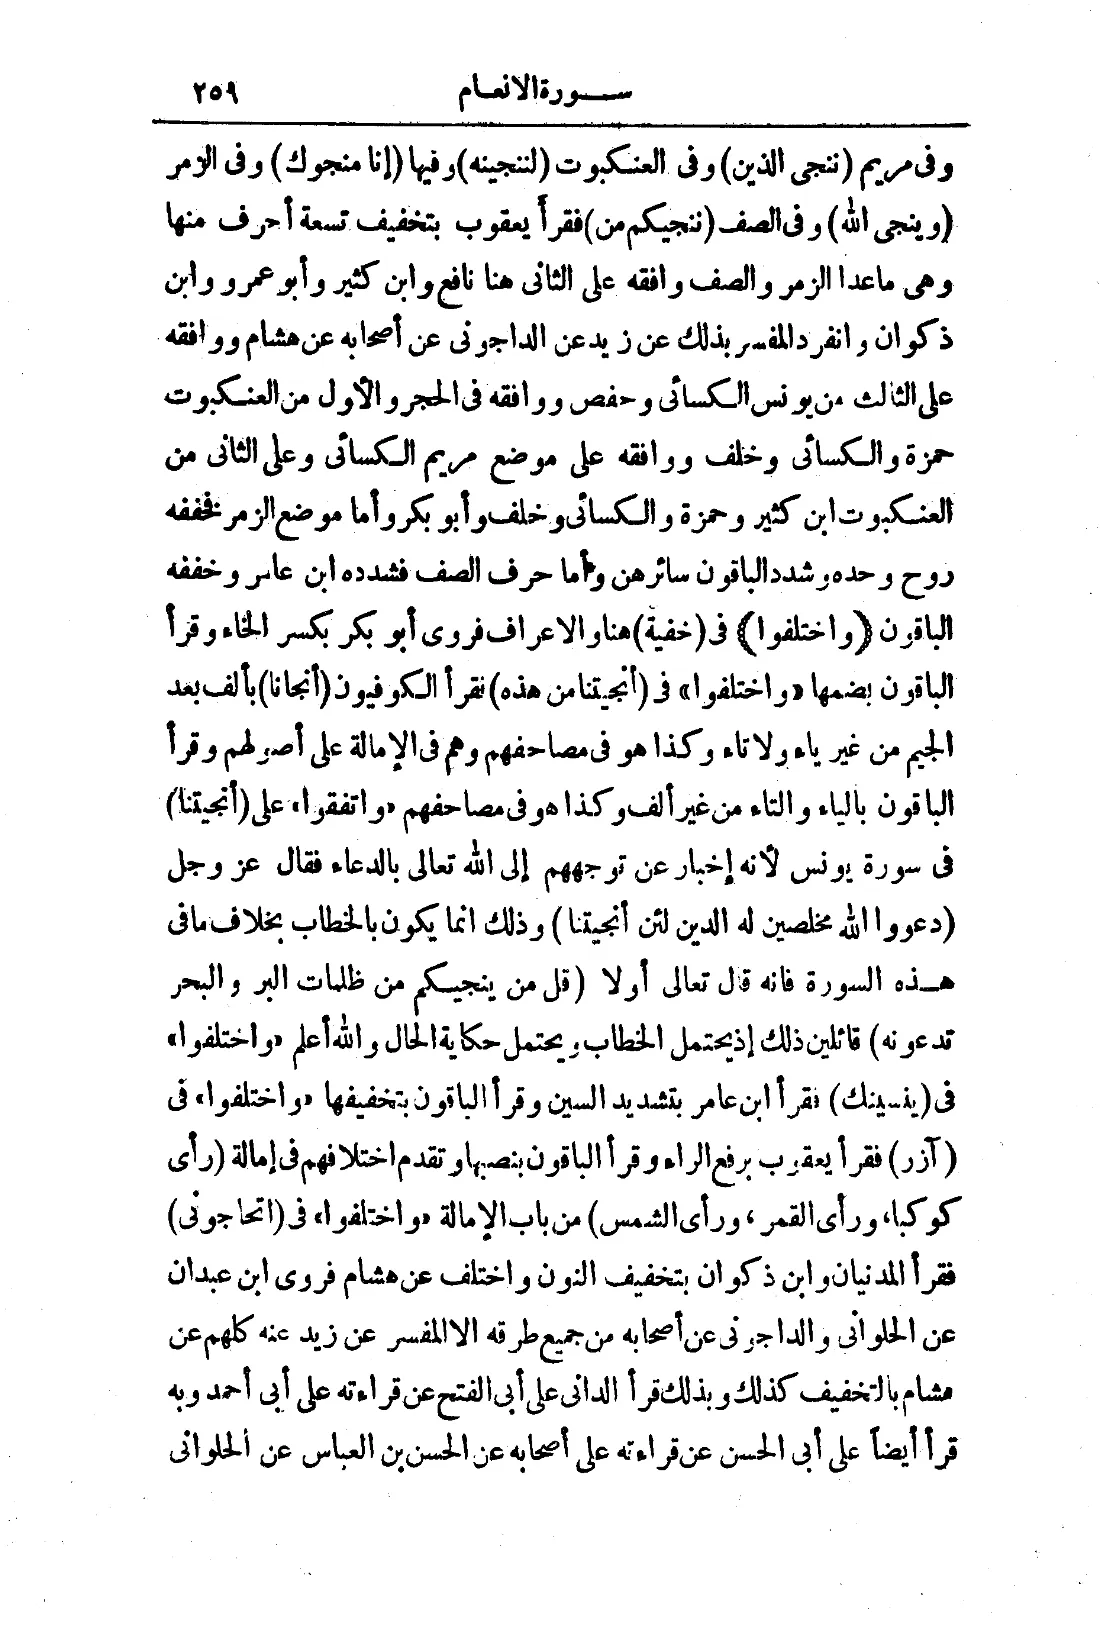 سورة الانعام ٢٥٩
وفى مريم (ننجى الذين) وفى العنكبوت (لننجينه) وفيها (إنا منجوك) وفى الزمر
(وينجى الله) وفى الصف (ننجيكم من) فقرأ يعقوب بتخفيف تسعة أحرف منها
وهى ماعدا الزمر والصف وافقه على الثانى هنا نافع وابن كثير وأبو عمرو وابن
ذكوان وانفرد المفسر بذلك عن زيد عن الداجونى عن أصحابه عن هشام ووافقه
على الثالث من يونس الكسائى وحفص ووافقه فى الحجر والأول من العنكبوت
حمزة والكسائى وخلف ووافقه على موضع مريم الكسائى وعلى الثانى من
العنكبوت ابن كثير وحمزة والكسائى وخلف وأبو بكر وأما موضع الزمر فخففه
روح وحده وشدد الباقون سائرهن وأما حرف الصف فشدده ابن عامر وخففه
الباقون ﴿واختلفوا﴾ فى (خفية) هنا والاعراف فروى أبو بكر بكسر الخاء وقرأ
الباقون بضمها «واختلفوا» فى (أنجيتنا من هذه) فقرأ الكوفيون (أنجانا) بألف بعد
الجيم من غير ياء ولا تاء وكذا هو فى مصاحفهم وهم فى الإمالة على أصولهم وقرأ
الباقون بالياء والتاء من غير ألف وكذا هو فى مصاحفهم «واتفقوا» على (أنجيتنا)
فى سورة يونس لأنه إخبار عن توجههم إلى الله تعالى بالدعاء فقال عز وجل
(دعووا الله مخلصين له الدين لئن أنجيتنا) وذلك انما يكون بالخطاب بخلاف مافى
هذه السورة فانه قال تعالى أولا (قل من ينجيكم من ظلمات البر والبحر
تدعونه) قائلين ذلك إذ يحتمل الخطاب ويحتمل حكاية الحال والله أعلم «واختلفوا»
فى (ينسينك) فقرأ ابن عامر بتشديد السين وقرأ الباقون بتخفيفها «واختلفوا» فى
(آزر) فقرأ يعقوب برفع الراء وقرأ الباقون بنصبها وتقدم اختلافهم فى إمالة (رأى
كوكبا، ورأى القمر، ورأى الشمس) من باب الإمالة «واختلفوا» فى (اتحاجونى)
فقرأ المدنيان وابن ذكوان بتخفيف النون واختلف عن هشام فروى ابن عبدان
عن الحلوانى والداجونى عن أصحابه من جميع طرقه الا المفسر عن زيد عنه كلهم عن
هشام بالتخفيف كذلك وبذلك قرأ الدانى على أبى الفتح عن قراءته على أبى أحمد وبه
قرأ أيضاً على أبى الحسن عن قراءته على أصحابه عن الحسن بن العباس عن الحلوانى